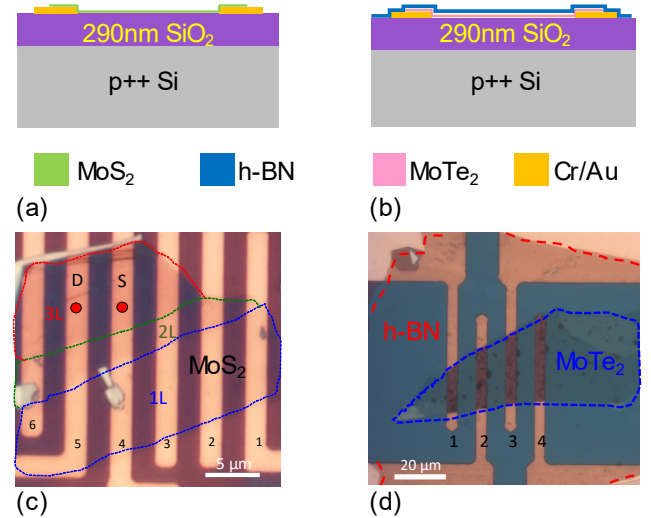 290nm SiO₂
p++ Si
290nm SiO₂
p++ Si
MoS₂
h-BN
MoTe₂
Cr/Au
(a)
(b)
D
S
3L
2L
MoS₂
1L
6
5
4
3
2
1
5 µm
(c)
h-BN
MoTe₂
1
2
3
4
20 µm
(d)